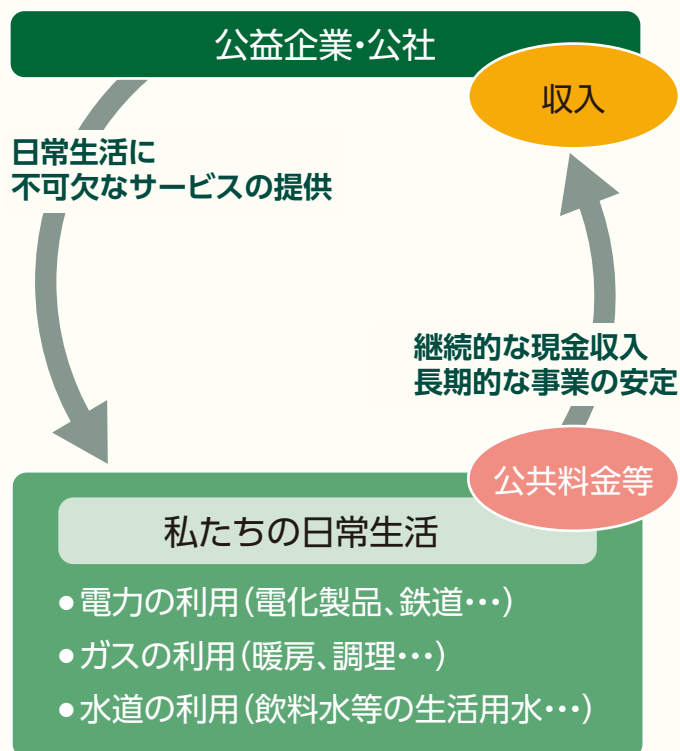 公益企業・公社
収入
日常生活に
不可欠なサービスの提供
継続的な現金収入
長期的な事業の安定
公共料金等
私たちの日常生活
●電力の利用(電化製品、鉄道･･･)
●ガスの利用(暖房、調理･･･)
●水道の利用(飲料水等の生活用水･･･)